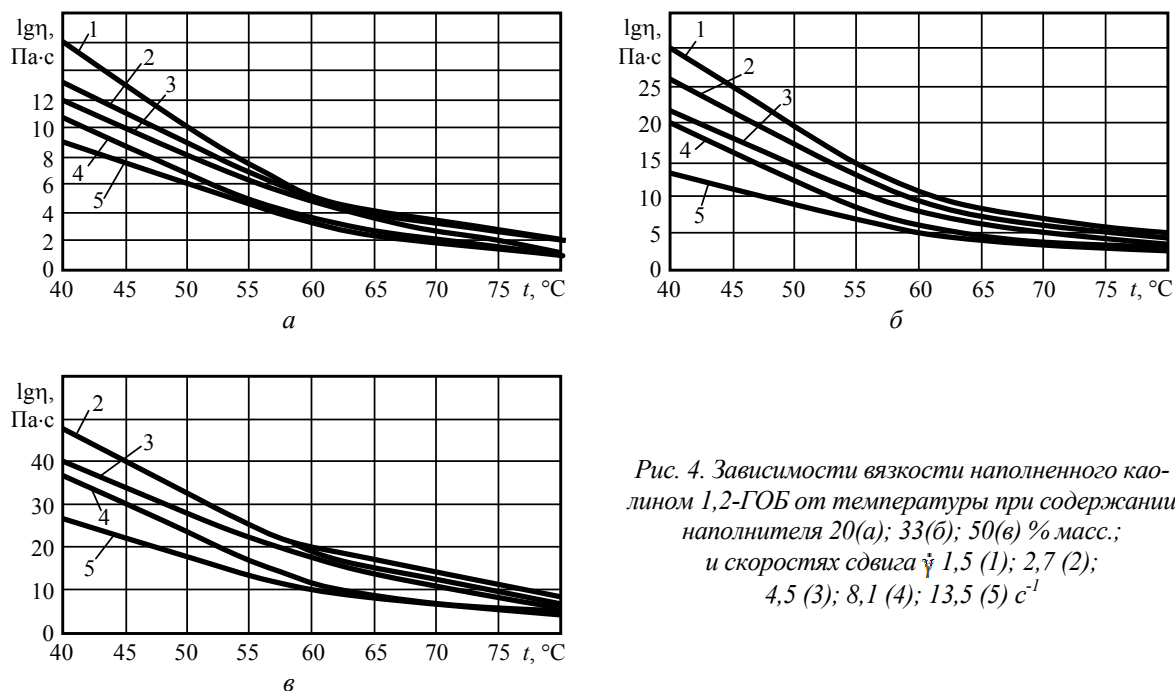 lgη,
Па·с
12
10
8
6
4
2
0
40 45 50 55 60 65 70 75 t, °C
1
2
3
4
5
а
lgη,
Па·с
25
20
15
10
5
0
40 45 50 55 60 65 70 75 t, °C
1
2
3
4
5
б
lgη,
Па·с
40
30
20
10
0
40 45 50 55 60 65 70 75 t, °C
2
3
4
5
в
Рис. 4. Зависимости вязкости наполненного као-
лином 1,2-ГОБ от температуры при содержании
наполнителя 20(а); 33(б); 50(в) % масс.;
и скоростях сдвига γ̇ 1,5 (1); 2,7 (2);
4,5 (3); 8,1 (4); 13,5 (5) с⁻¹